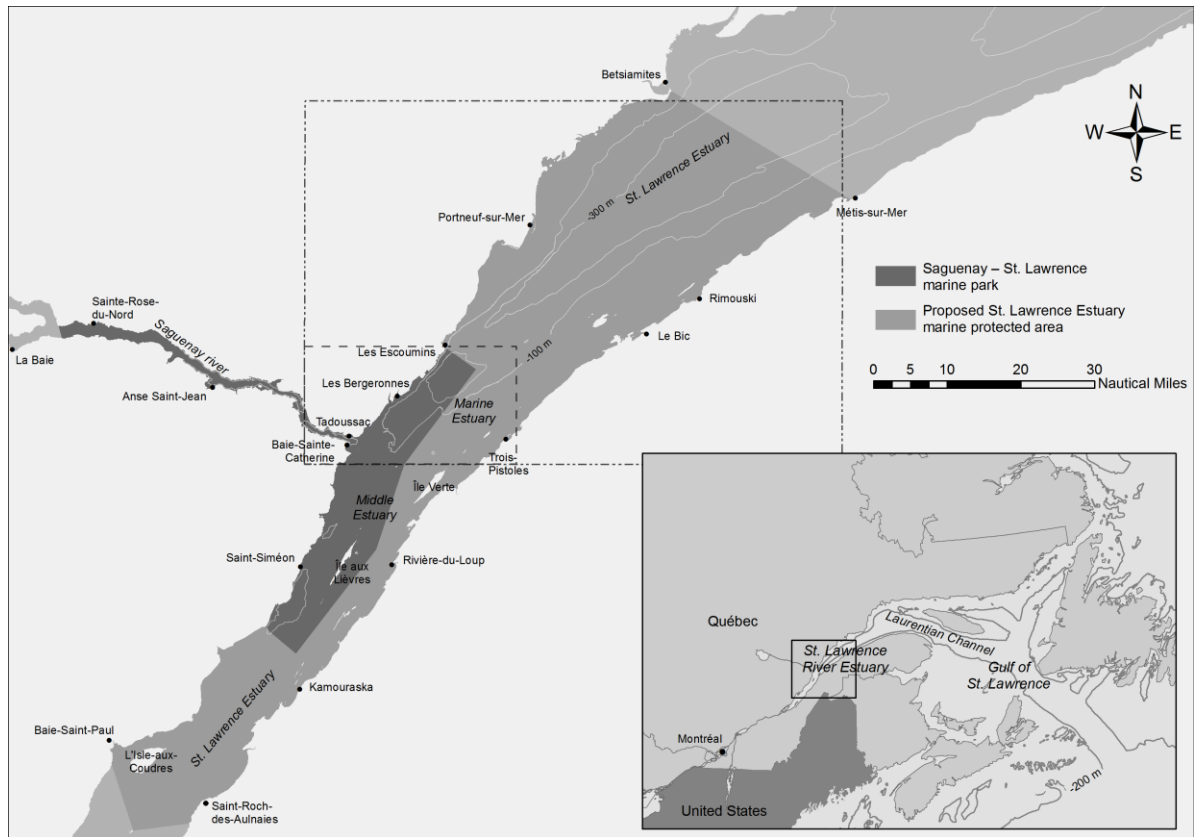 Betsiamites
N
W
E
S
St. Lawrence Estuary
-300 m
Portneuf-sur-Mer
Métis-sur-Mer
Saguenay – St. Lawrence
marine park
Proposed St. Lawrence Estuary
marine protected area
Rimouski
Sainte-Rose-
du-Nord
Saguenay river
La Baie
Le Bic
Les Escoumins
-100 m
0 5 10 20 30
Nautical Miles
Anse Saint-Jean
Les Bergeronnes
Marine
Estuary
Tadoussac
Baie-Sainte-
Catherine
Trois-
Pistoles
Île Verte
Middle
Estuary
Saint-Siméon
Île aux
Lièvres
Rivière-du-Loup
Kamouraska
St. Lawrence Estuary
Baie-Saint-Paul
L'Isle-aux-
Coudres
Saint-Roch
des-Aulnaies
Québec
Laurentian Channel
St. Lawrence
River Estuary
Gulf of
St. Lawrence
Montréal
-200 m
United States